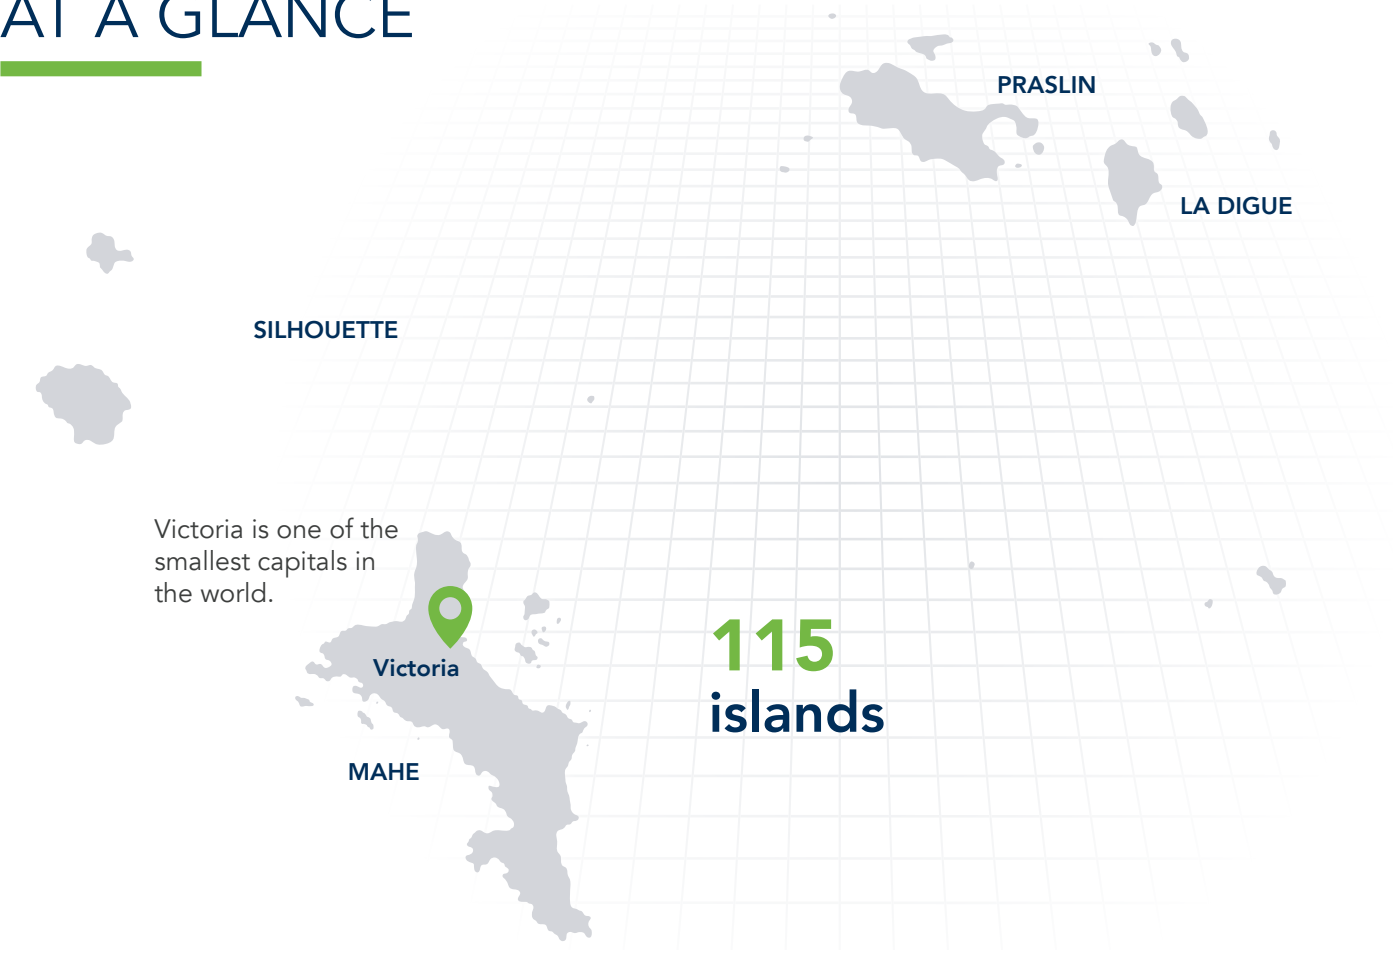 AT A GLANCE
PRASLIN
LA DIGUE
SILHOUETTE
Victoria is one of the
smallest capitals in
the world.
Victoria
MAHE
115
islands